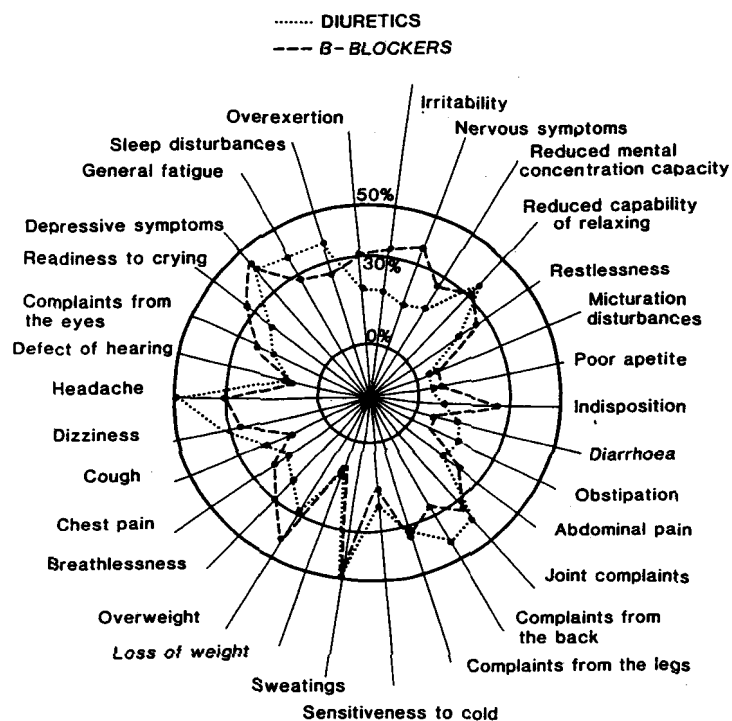 DIURETICS
B-BLOCKERS
Irritability
Overexertion
Nervous symptoms
Sleep disturbances
Reduced mental
concentration capacity
General fatigue
50%
Reduced capability
of relaxing
Depressive symptoms
Readiness to crying
30%
Restlessness
Complaints from
the eyes
Micturation
disturbances
Defect of hearing
0%
Poor apetite
Headache
Indisposition
Dizziness
Diarrhoea
Cough
Obstipation
Chest pain
Abdominal pain
Breathlessness
Joint complaints
Overweight
Complaints from
the back
Loss of weight
Complaints from the legs
Sweatings
Sensitiveness to cold